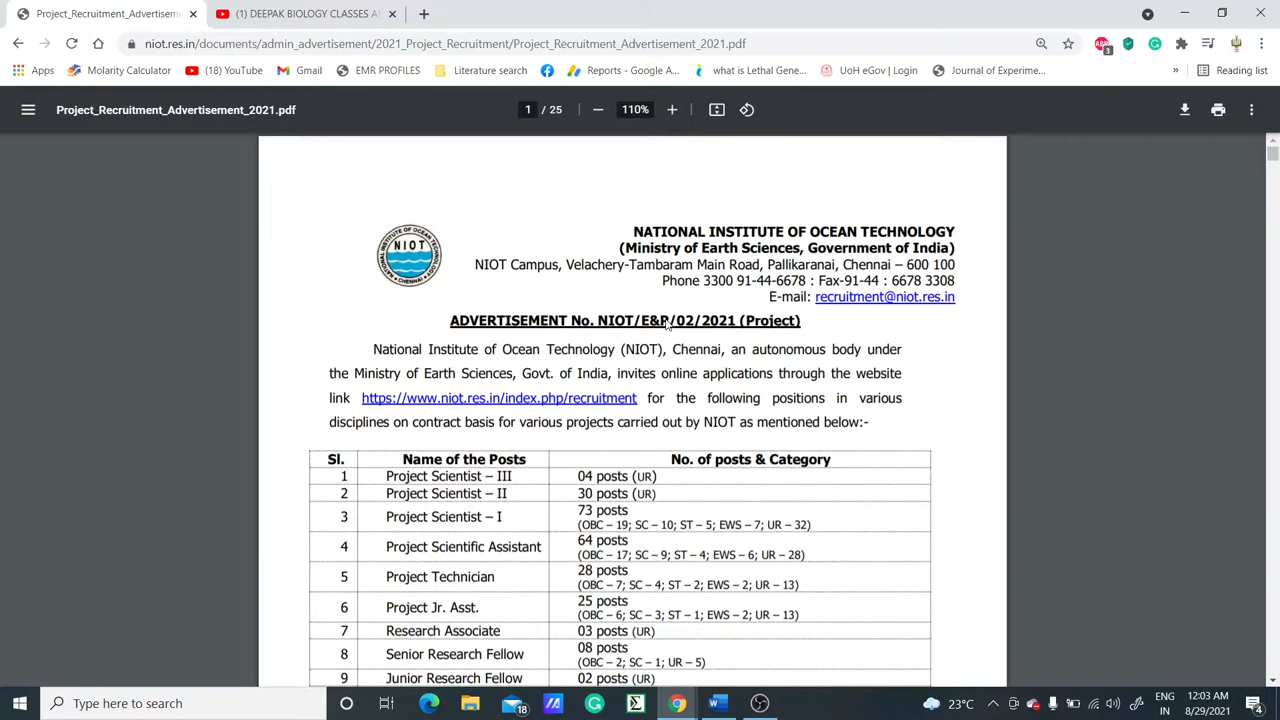 Project_Recruitment_Advertisemen
(1) DEEPAK BIOLOGY CLASSES A
niot.res.in/documents/admin_advertisement/2021_Project_Recruitment/Project_Recruitment_Advertisement_2021.pdf
Apps Molarity Calculator (18) YouTube Gmail EMR PROFILES Literature search Reports - Google A... what is Lethal Gene... UoH eGov | Login Journal of Experime... » Reading list
Project_Recruitment_Advertisement_2021.pdf 1 / 25 110%
NATIONAL INSTITUTE OF OCEAN TECHNOLOGY
(Ministry of Earth Sciences, Government of India)
NIOT Campus, Velachery-Tambaram Main Road, Pallikaranai, Chennai – 600 100
Phone 3300 91-44-6678 : Fax-91-44 : 6678 3308
E-mail: recruitment@niot.res.in
NIOT
ADVERTISEMENT No. NIOT/E&P/02/2021 (Project)
National Institute of Ocean Technology (NIOT), Chennai, an autonomous body under
the Ministry of Earth Sciences, Govt. of India, invites online applications through the website
link https://www.niot.res.in/index.php/recruitment for the following positions in various
disciplines on contract basis for various projects carried out by NIOT as mentioned below:-
Sl. Name of the Posts No. of posts & Category
1 Project Scientist – III 04 posts (UR)
2 Project Scientist – II 30 posts (UR)
3 Project Scientist – I 73 posts
(OBC – 19; SC – 10; ST – 5; EWS – 7; UR – 32)
4 Project Scientific Assistant 64 posts
(OBC – 17; SC – 9; ST – 4; EWS – 6; UR – 28)
5 Project Technician 28 posts
(OBC – 7; SC – 4; ST – 2; EWS – 2; UR – 13)
6 Project Jr. Asst. 25 posts
(OBC – 6; SC – 3; ST – 1; EWS – 2; UR – 13)
7 Research Associate 03 posts (UR)
8 Senior Research Fellow 08 posts
(OBC – 2; SC – 1; UR – 5)
9 Junior Research Fellow 02 posts (UR)
Type here to search
18
23°C
ENG
IN
12:03 AM
8/29/2021
4